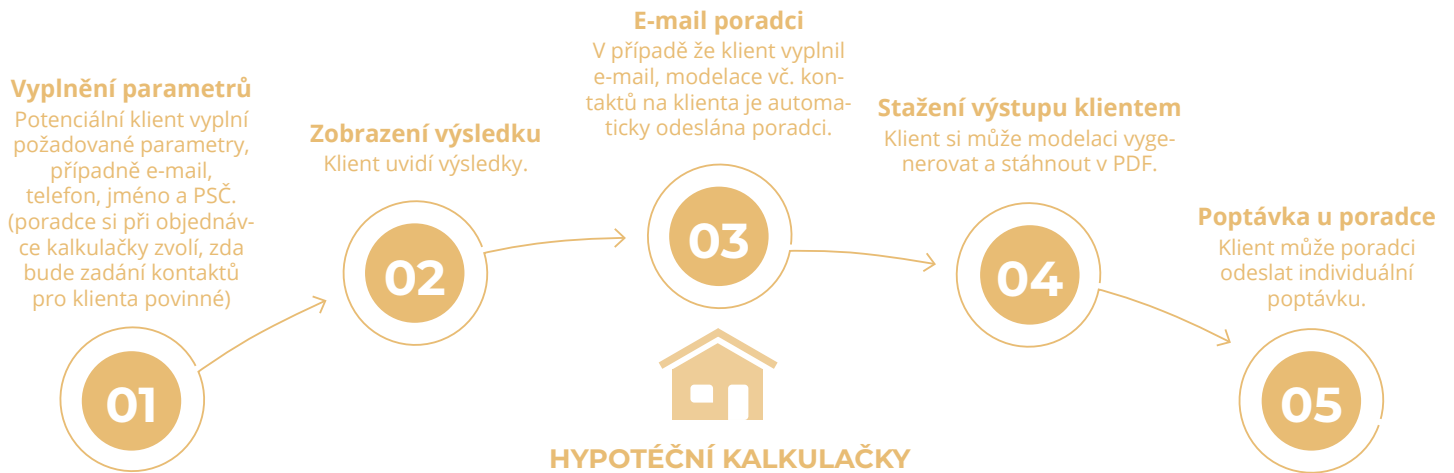 Vyplnění parametrů
Potenciální klient vyplní
požadované parametry,
případně e-mail,
telefon, jméno a PSČ.
(poradce si při objednáv-
ce kalkulačky zvolí, zda
bude zadání kontaktů
pro klienta povinné)
01
Zobrazení výsledku
Klient uvidí výsledky.
02
E-mail poradci
V případě že klient vyplnil
e-mail, modelace vč. kon-
taktů na klienta je automa-
ticky odeslána poradci.
03
Stažení výstupu klientem
Klient si může modelaci vyge-
nerovat a stáhnout v PDF.
04
Poptávka u poradce
Klient může poradci
odeslat individuální
poptávku.
05
HYPOTÉČNÍ KALKULAČKY